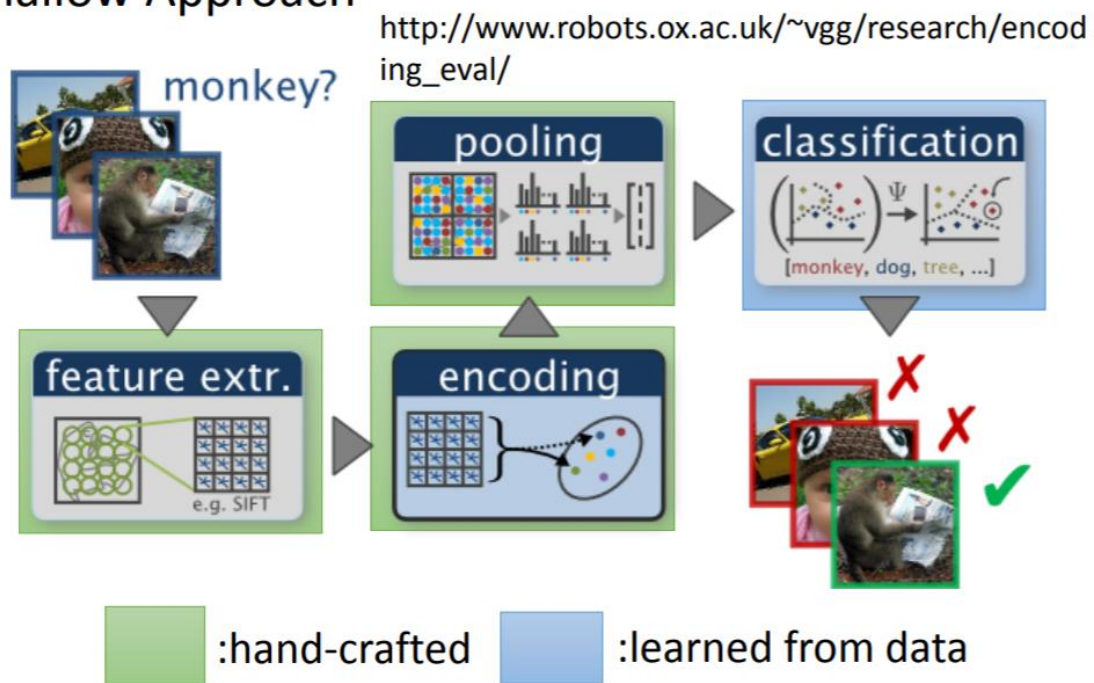 http://www.robots.ox.ac.uk/~vgg/research/encod
ing_eval/
monkey?
pooling
classification
Ψ
[monkey, dog, tree, ...]
feature extr.
e.g. SIFT
encoding
:hand-crafted
:learned from data